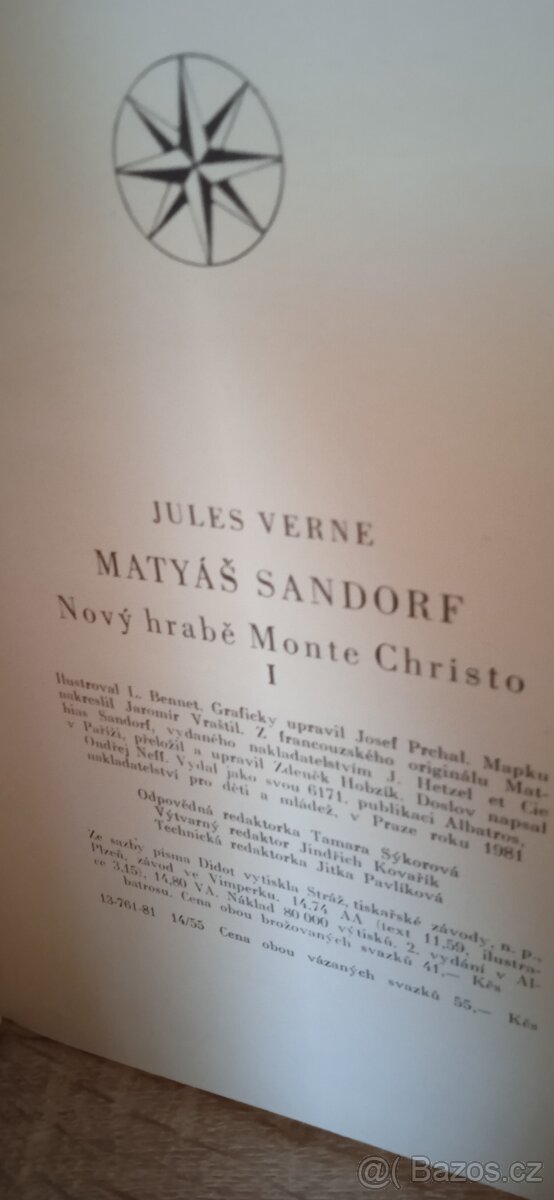 JULES VERNE
MATYÁŠ SANDORF
Nový hrabě Monte Christo
I
Ilustroval L. Bennet. Graficky upravil Josef Prchal. Mapku
nakreslil Jaromír Vraštil. Z francouzského originálu Mat-
hias Sandorf, vydaného nakladatelstvím J. Hetzel et Cie
v Paříži, přeložil a upravil Zdeněk Hobzík. Doslov napsal
Ondřej Neff. Vydal jako svou 6171. publikaci Albatros,
nakladatelství pro děti a mládež, v Praze roku 1981
Odpovědná redaktorka Tamara Sýkorová
Výtvarný redaktor Jindřich Kovařík
Technická redaktorka Jitka Pavlíková
Ze sazby písma Didot vytiskla Stráž, tiskařské závody, n. p.,
Plzeň, závod ve Vimperku. 14,74 AA (text 11,59, ilustra-
ce 3,15), 14,80 VA. Náklad 80 000 výtisků. 2. vydání v Al-
batrosu. Cena obou brožovaných svazků 41,— Kčs
13-761-81 14/55 Cena obou vázaných svazků 55,— Kčs
@( Bazos.cz